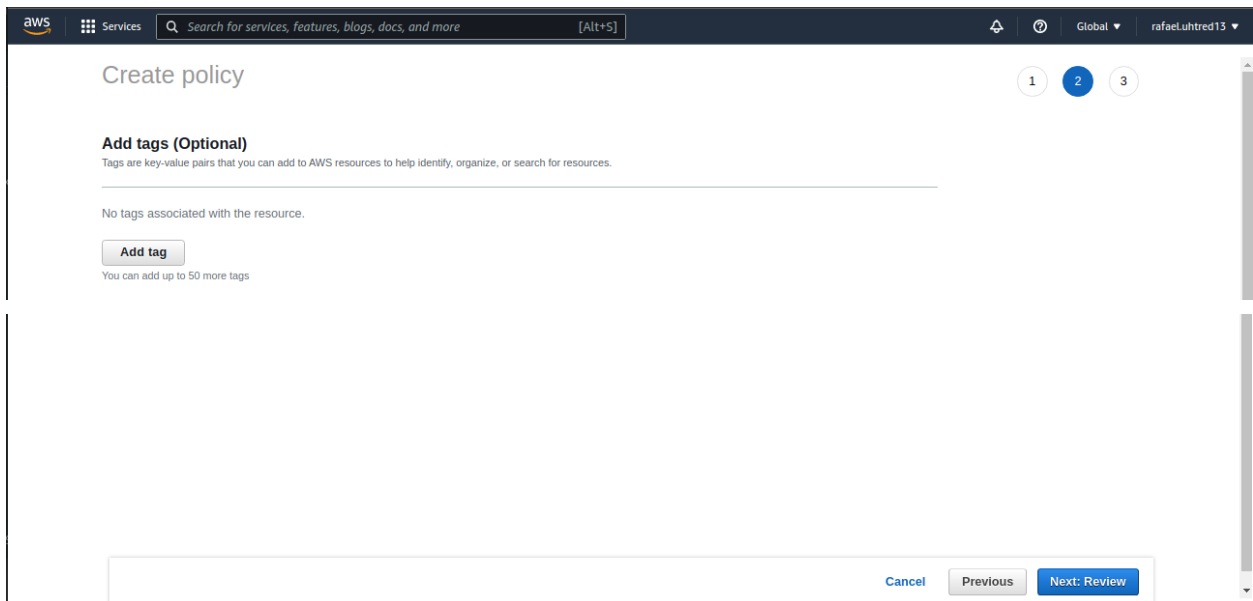 aws Services Search for services, features, blogs, docs, and more [Alt+S] Global ▼ rafael.uhtred13 ▼
Create policy 1 2 3
Add tags (Optional)
Tags are key-value pairs that you can add to AWS resources to help identify, organize, or search for resources.
No tags associated with the resource.
Add tag
You can add up to 50 more tags
Cancel Previous Next: Review